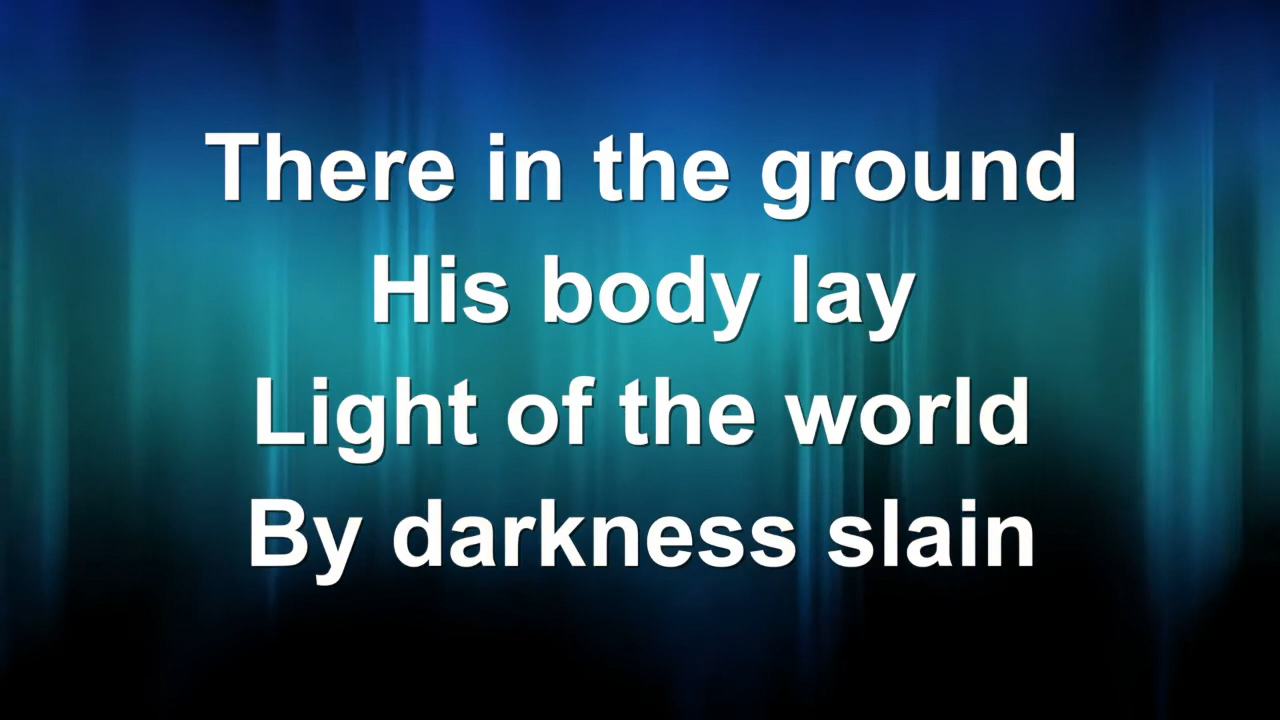 There in the ground
His body lay
Light of the world
By darkness slain